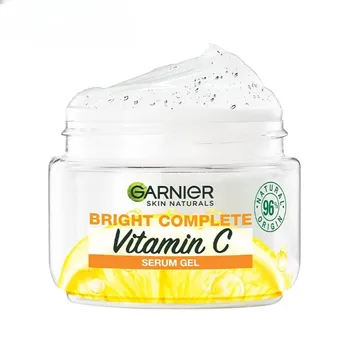 GARNIER
SKIN NATURALS
BRIGHT COMPLETE
Vitamin C
SERUM GEL
NATURAL
96%
ORIGIN